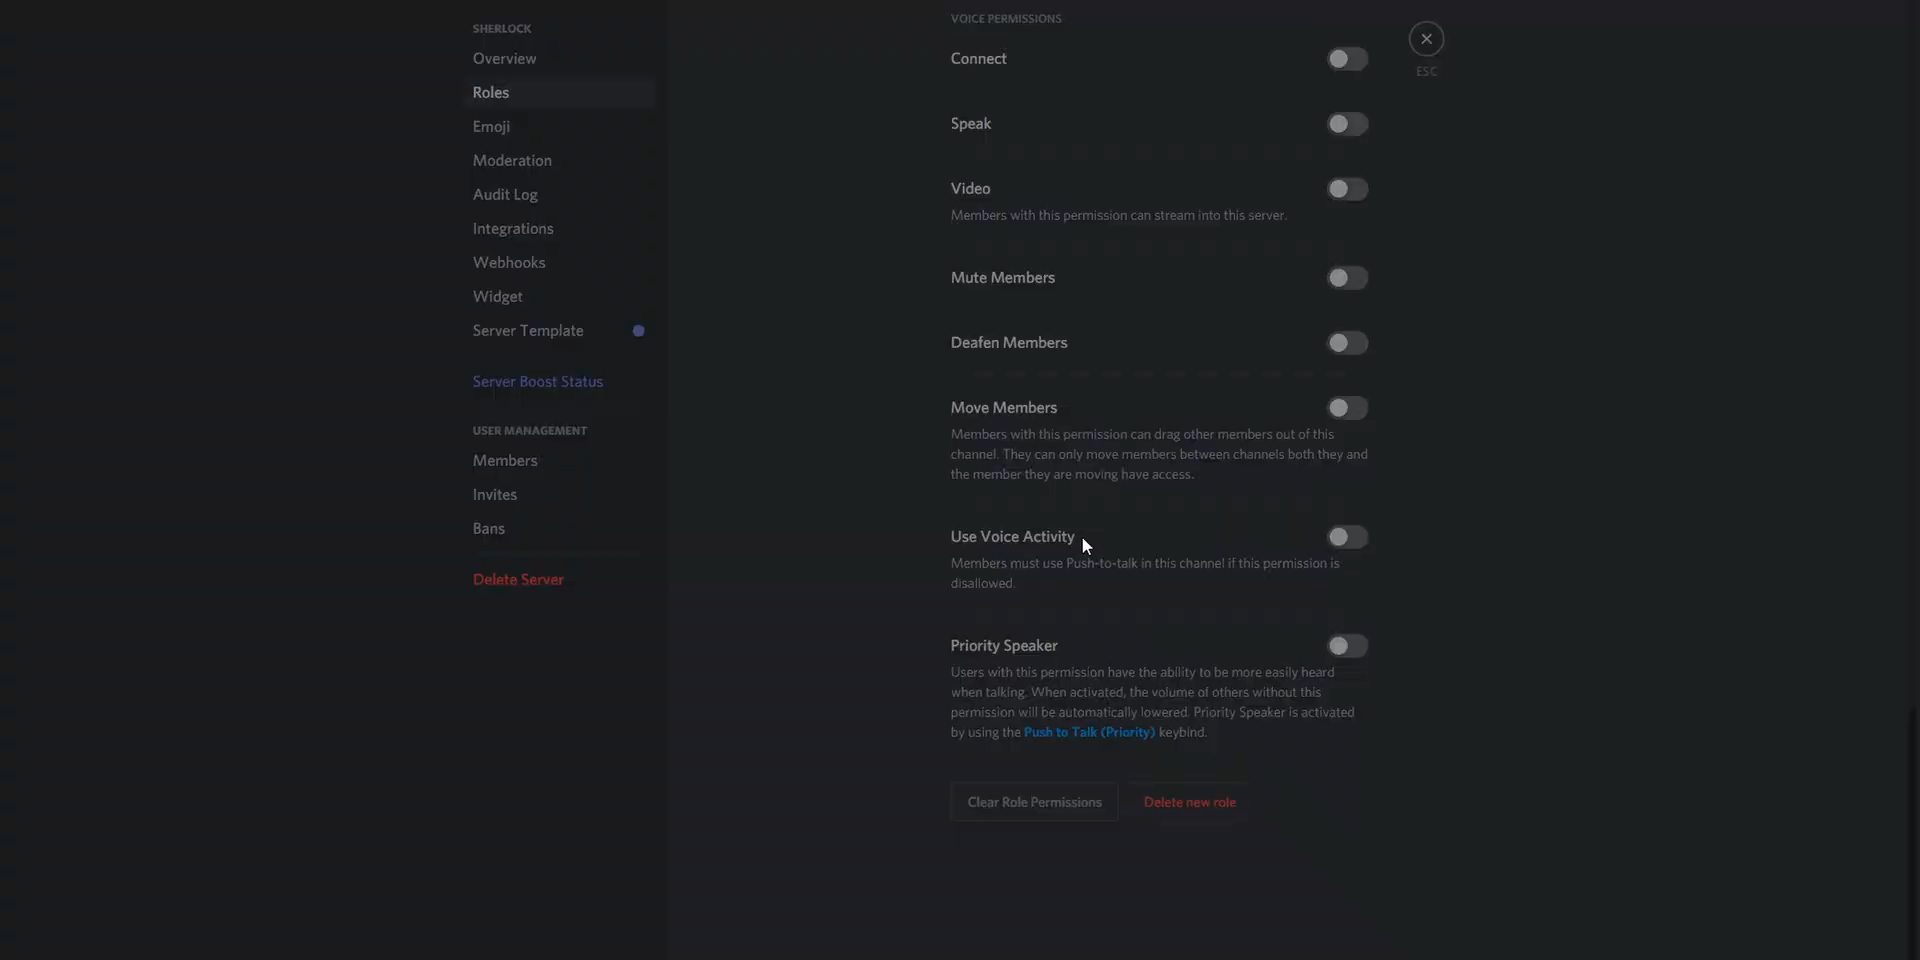 SHERLOCK
Overview
Roles
Emoji
Moderation
Audit Log
Integrations
Webhooks
Widget
Server Template
Server Boost Status
USER MANAGEMENT
Members
Invites
Bans
Delete Server
VOICE PERMISSIONS
Connect
Speak
Video
Members with this permission can stream into this server.
Mute Members
Deafen Members
Move Members
Members with this permission can drag other members out of this
channel. They can only move members between channels both they and
the member they are moving have access.
Use Voice Activity
Members must use Push-to-talk in this channel if this permission is
disallowed.
Priority Speaker
Users with this permission have the ability to be more easily heard
when talking. When activated, the volume of others without this
permission will be automatically lowered. Priority Speaker is activated
by using the Push to Talk (Priority) keybind.
Clear Role Permissions
Delete new role
ESC